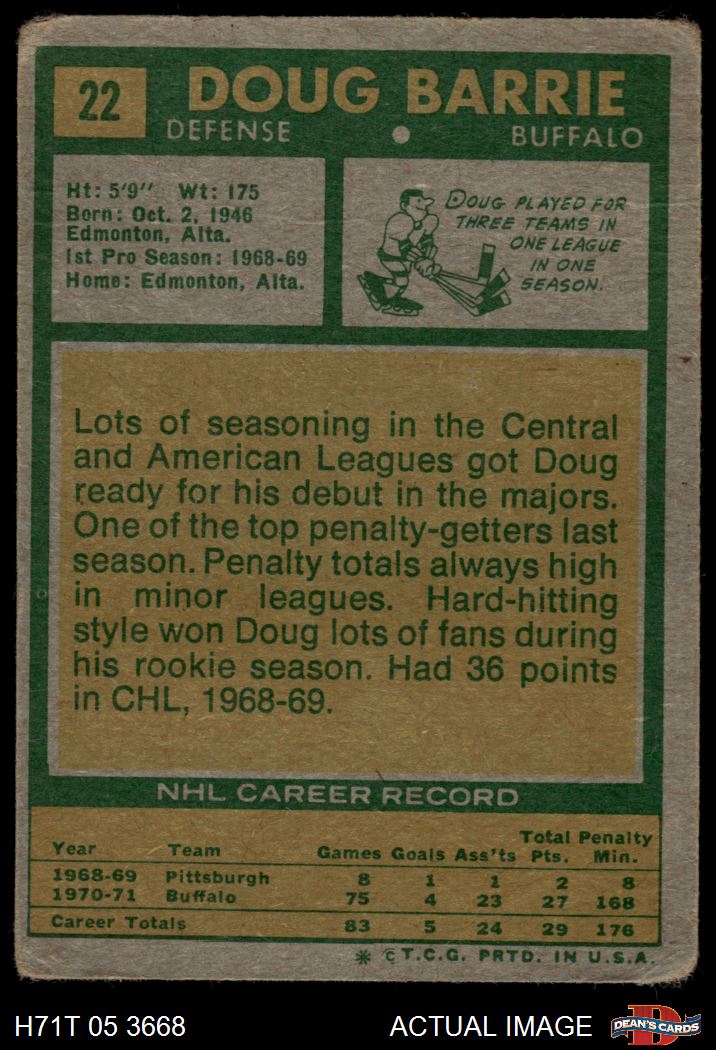 22
DOUG BARRIE
DEFENSE • BUFFALO
Ht: 5'9'' Wt: 175
Born: Oct. 2, 1946
Edmonton, Alta.
1st Pro Season: 1968-69
Home: Edmonton, Alta.
DOUG PLAYED FOR
THREE TEAMS IN
ONE LEAGUE
IN ONE
SEASON.
Lots of seasoning in the Central
and American Leagues got Doug
ready for his debut in the majors.
One of the top penalty-getters last
season. Penalty totals always high
in minor leagues. Hard-hitting
style won Doug lots of fans during
his rookie season. Had 36 points
in CHL, 1968-69.
NHL CAREER RECORD
Year Team Games Goals Ass'ts Total Pts. Penalty Min.
1968-69 Pittsburgh 8 1 1 2 8
1970-71 Buffalo 75 4 23 27 168
Career Totals 83 5 24 29 176
* © T.C.G. PRTD. IN U.S.A.
H71T 05 3668
ACTUAL IMAGE
DEAN'S CARDS